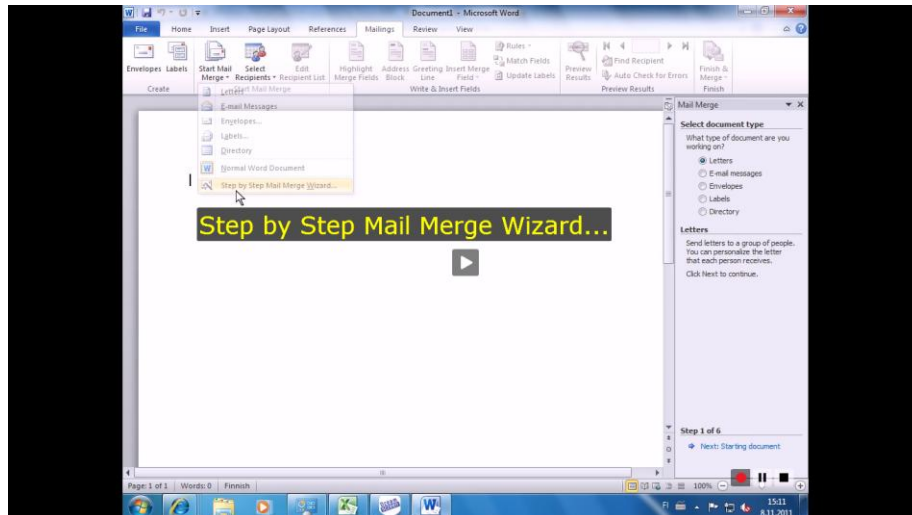 Document1 - Microsoft Word
File Home Insert Page Layout References Mailings Review View
Envelopes Labels
Start Mail Merge Select Recipients Edit Recipient List
Highlight Merge Fields Address Block Greeting Line Insert Merge Field
Rules
Match Fields
Update Labels
Preview Results
Find Recipient
Auto Check for Errors
Finish & Merge
Create
Start Mail Merge
Write & Insert Fields
Preview Results
Finish
Letters
E-mail Messages
Envelopes...
Labels...
Directory
Normal Word Document
Step by Step Mail Merge Wizard...
Step by Step Mail Merge Wizard...
Mail Merge
Select document type
What type of document are you
working on?
Letters
E-mail messages
Envelopes
Labels
Directory
Letters
Send letters to a group of people.
You can personalize the letter
that each person receives.
Click Next to continue.
Step 1 of 6
Next: Starting document
Page: 1 of 1 Words: 0 Finnish
100%
FI
15:11
8.11.2011